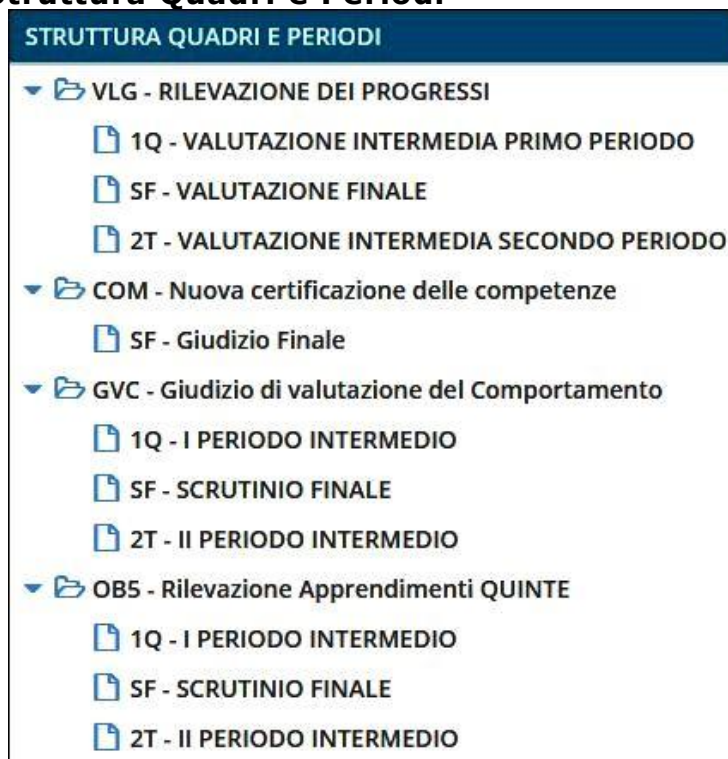 Struttura Quadri e Periodi
STRUTTURA QUADRI E PERIODI
VLG - RILEVAZIONE DEI PROGRESSI
1Q - VALUTAZIONE INTERMEDIA PRIMO PERIODO
SF - VALUTAZIONE FINALE
2T - VALUTAZIONE INTERMEDIA SECONDO PERIODO
COM - Nuova certificazione delle competenze
SF - Giudizio Finale
GVC - Giudizio di valutazione del Comportamento
1Q - I PERIODO INTERMEDIO
SF - SCRUTINIO FINALE
2T - II PERIODO INTERMEDIO
OB5 - Rilevazione Apprendimenti QUINTE
1Q - I PERIODO INTERMEDIO
SF - SCRUTINIO FINALE
2T - II PERIODO INTERMEDIO